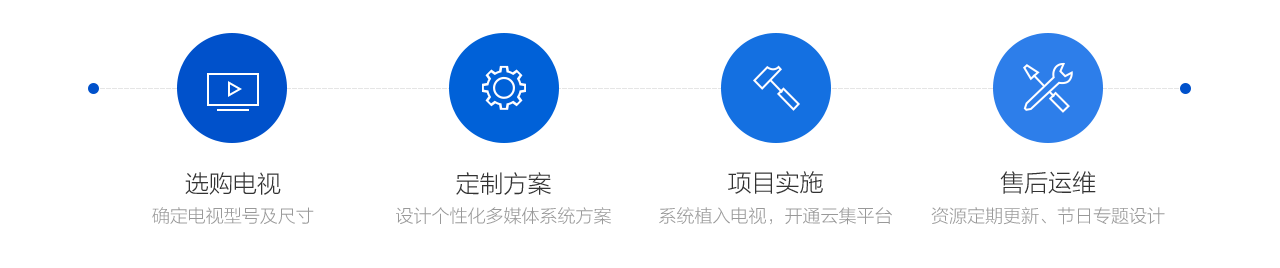 选购电视
确定电视型号及尺寸
定制方案
设计个性化多媒体系统方案
项目实施
系统植入电视，开通云集平台
售后运维
资源定期更新、节日专题设计